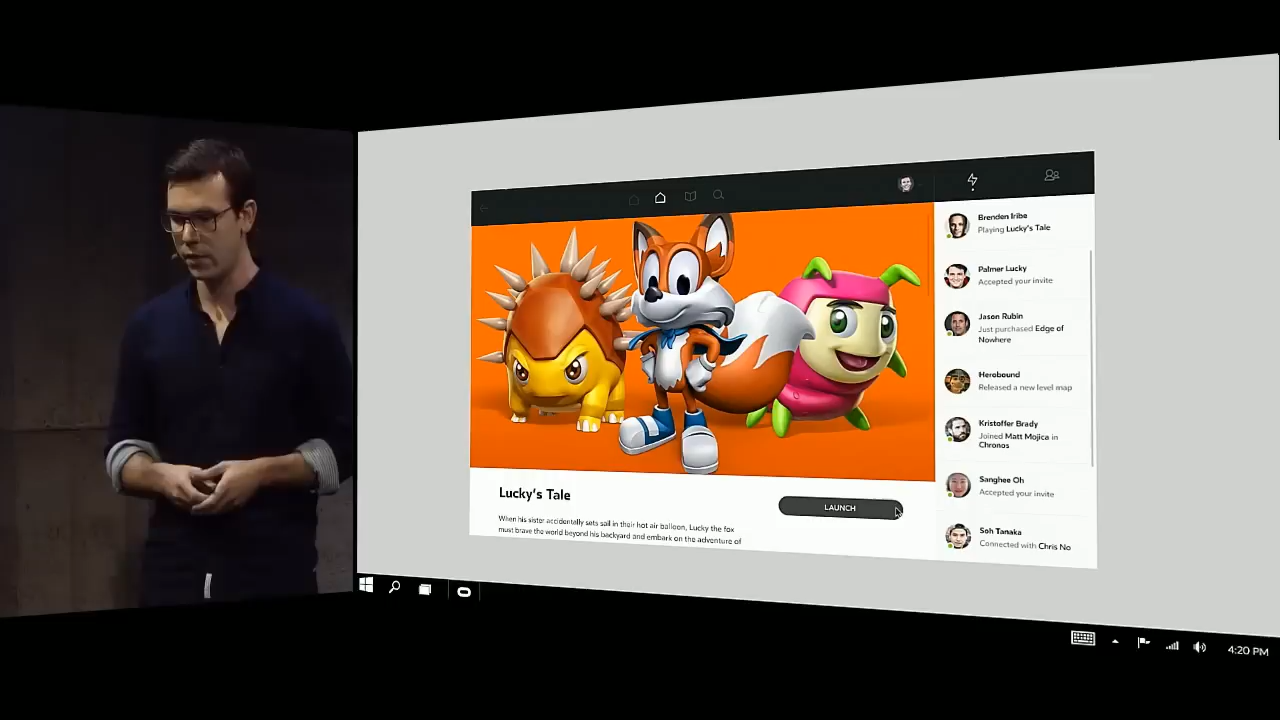 Brenden Iribe
Playing Lucky's Tale
Palmer Lucky
Accepted your invite
Jason Rubin
Just purchased Edge of
Nowhere
Herobound
Released a new level map
Kristoffer Brady
Joined Matt Mojica in
Chronos
Sanghee Oh
Accepted your invite
Soh Tanaka
Connected with Chris No
Lucky's Tale
LAUNCH
When his sister accidentally sets sail in their hot air balloon, Lucky the fox
must brave the world beyond his backyard and embark on the adventure of
4:20 PM